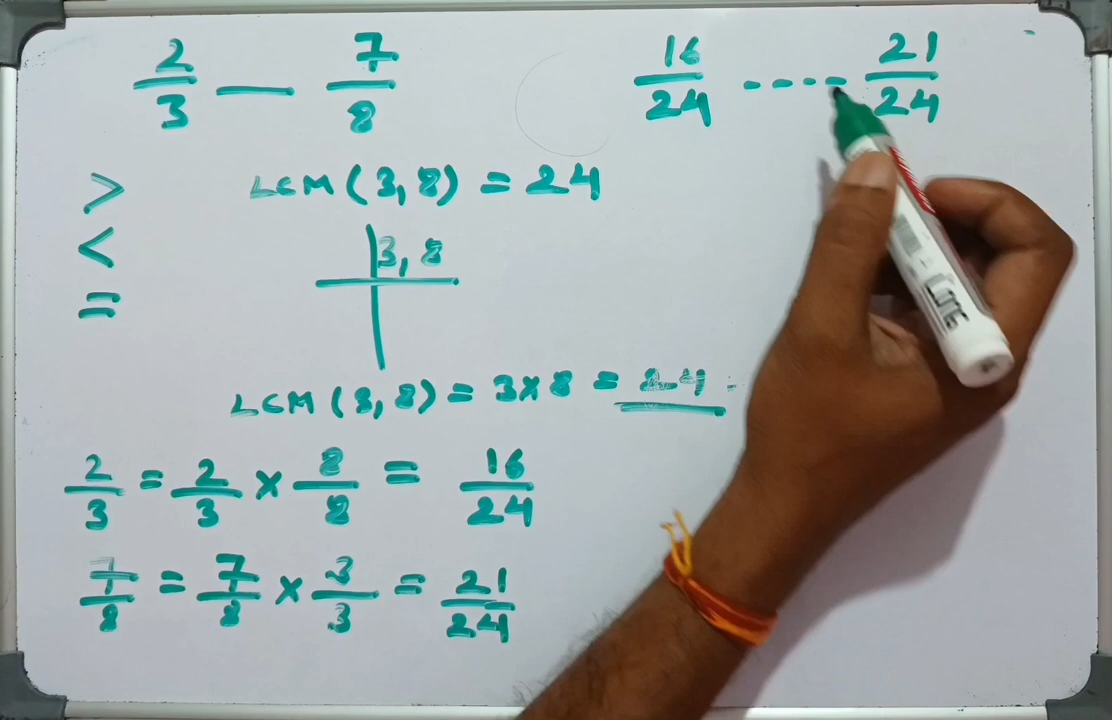 2/3 — 7/8
16/24 ---- 21/24
>
<
=
LCM (3, 8) = 24
3, 8
LCM (3, 8) = 3 x 8 = 24
2/3 = 2/3 x 8/8 = 16/24
7/8 = 7/8 x 3/3 = 21/24